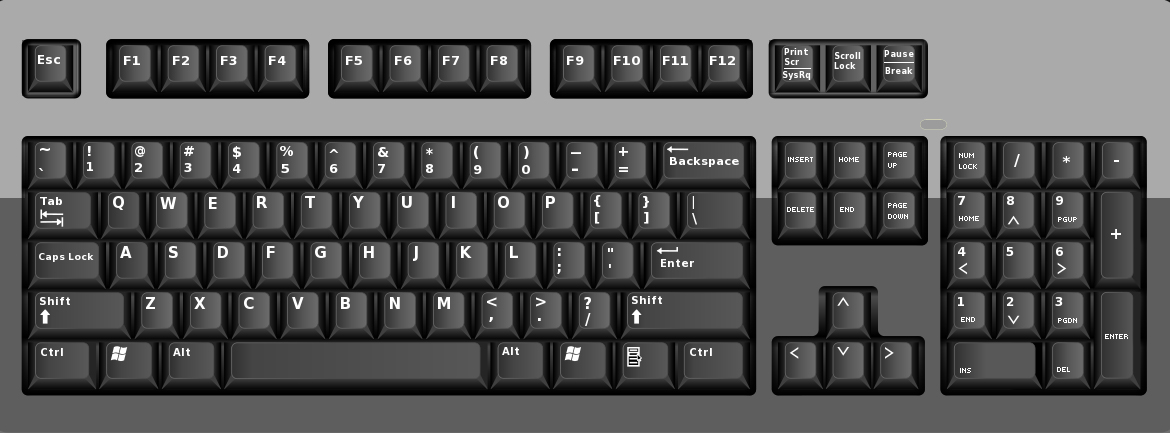 Esc F1 F2 F3 F4 F5 F6 F7 F8 F9 F10 F11 F12
Print
Scr
SysRq
Scroll
Lock
Pause
Break
~ ! @ # $ % ^ & * ( ) – +
` 1 2 3 4 5 6 7 8 9 0 - =
← Backspace
INSERT HOME PAGE
UP
NUM
LOCK
/ * -
Tab
Q W E R T Y U I O P { } |
[ ] \
DELETE END PAGE
DOWN
7 8 9
HOME ^ PGUP
+
Caps Lock A S D F G H J K L : "
; '
Enter
4 5 6
< >
Shift Z X C V B N M < > ? Shift
, . /
^
1 2 3
END v PGDN
ENTER
Ctrl Alt Alt Ctrl
< v >
INS DEL